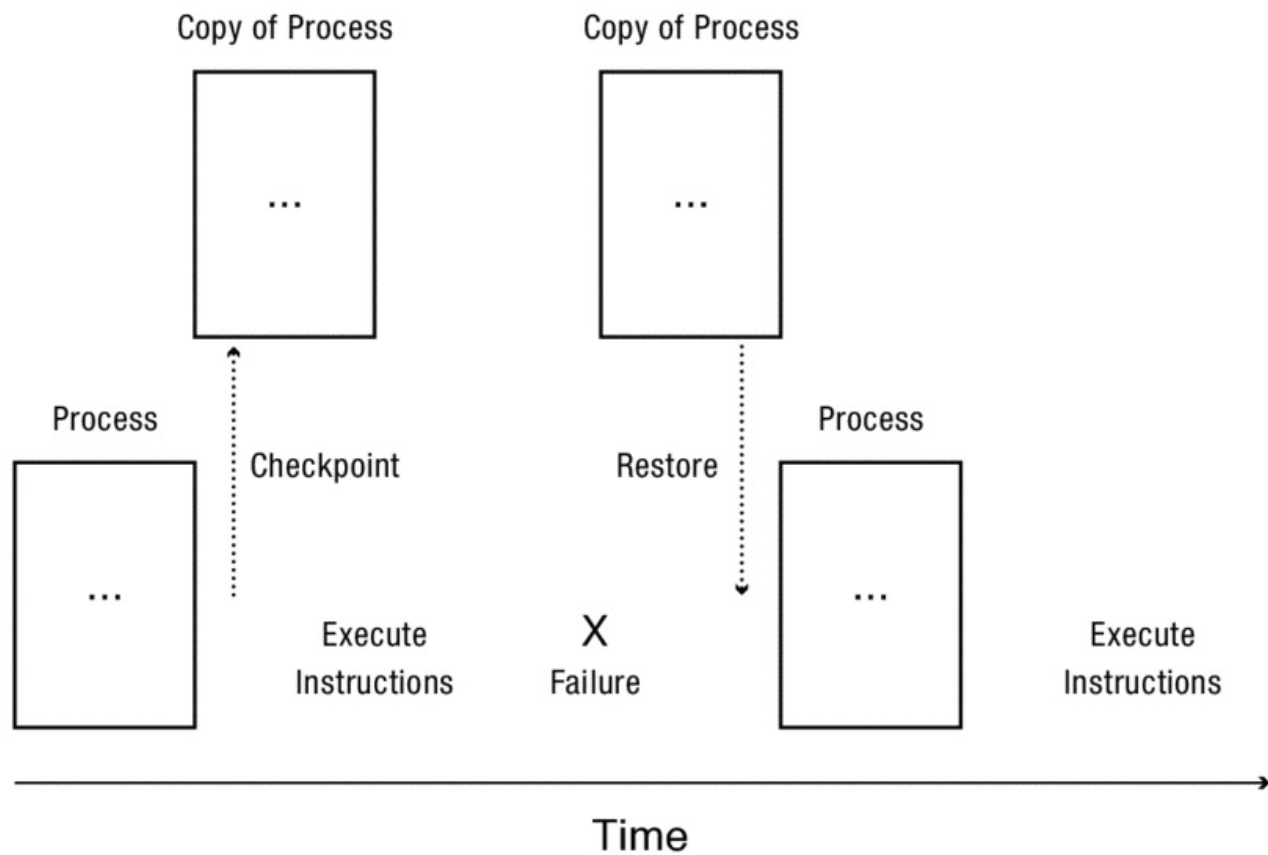 Copy of Process
Copy of Process
...
...
Process
Process
Checkpoint
Restore
...
...
Execute
Instructions
X
Failure
Execute
Instructions
Time